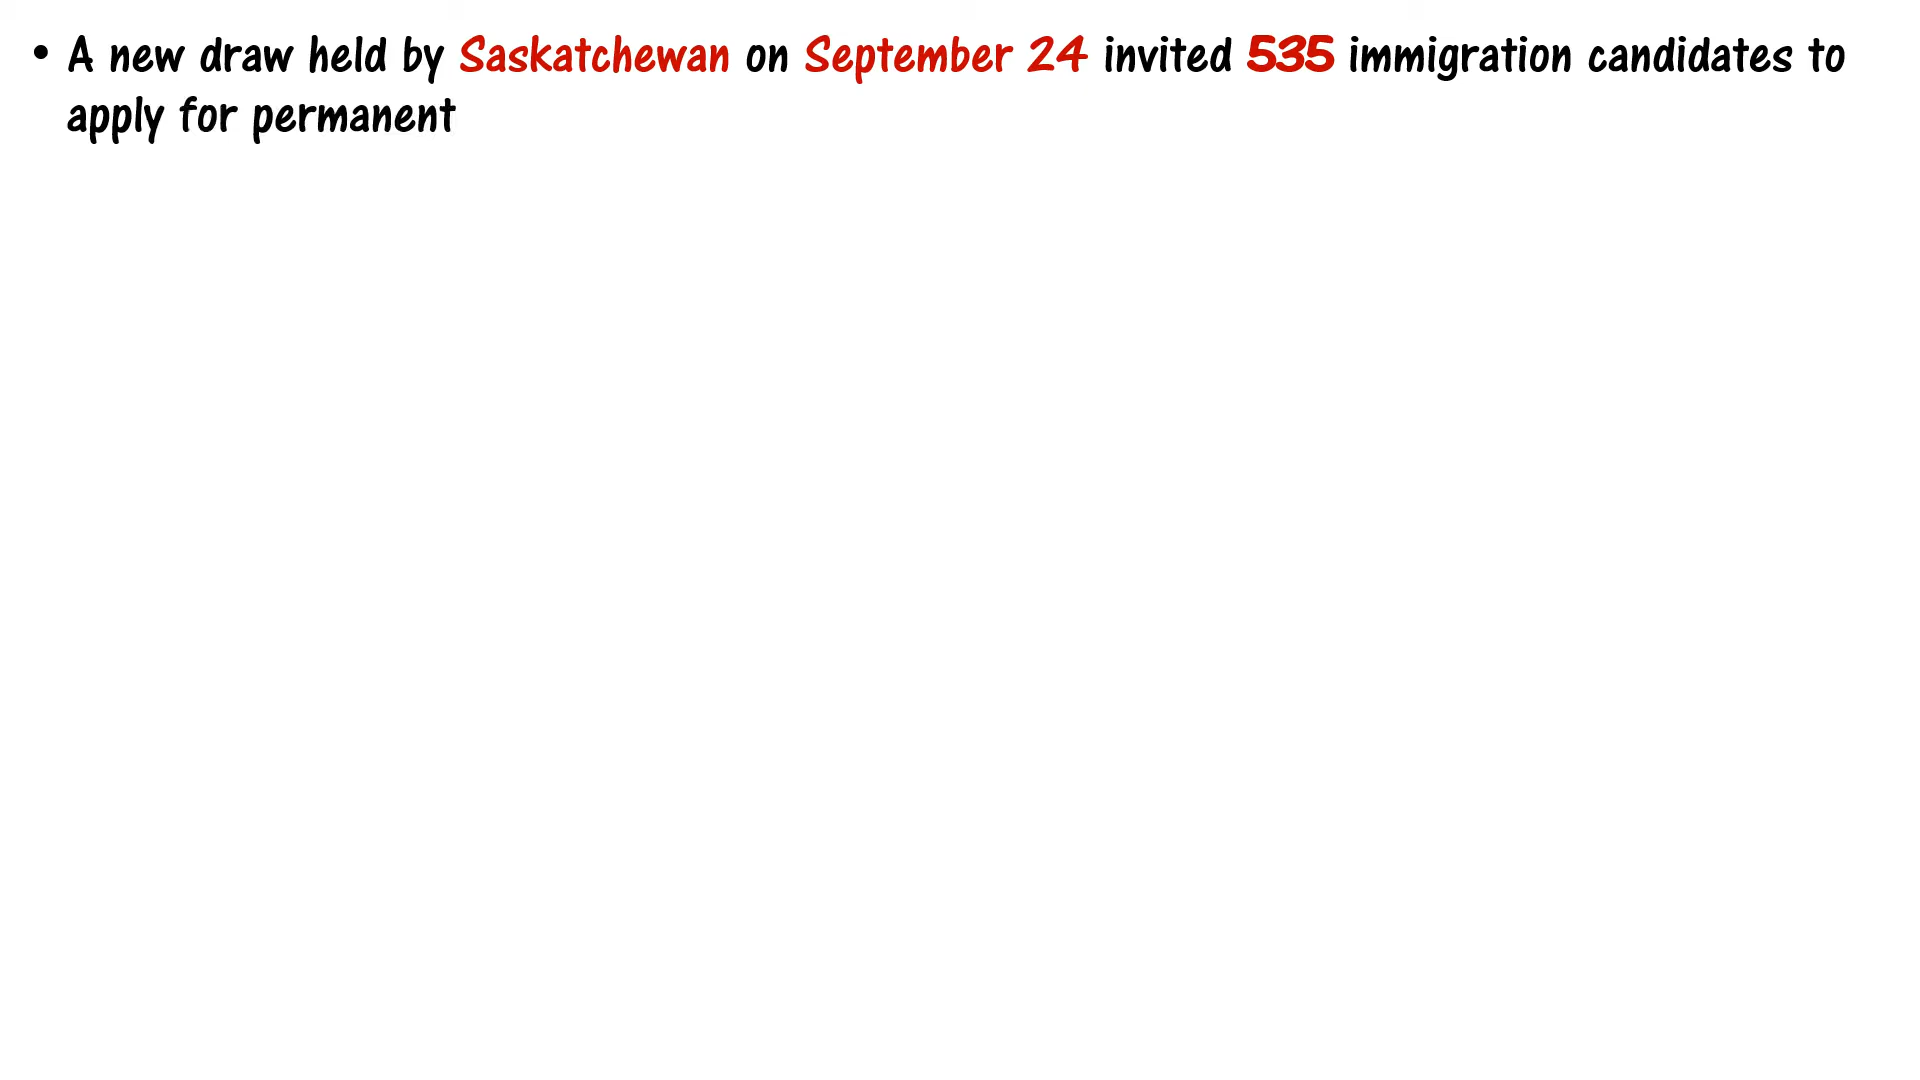 • A new draw held by Saskatchewan on September 24 invited 535 immigration candidates to
apply for permanent